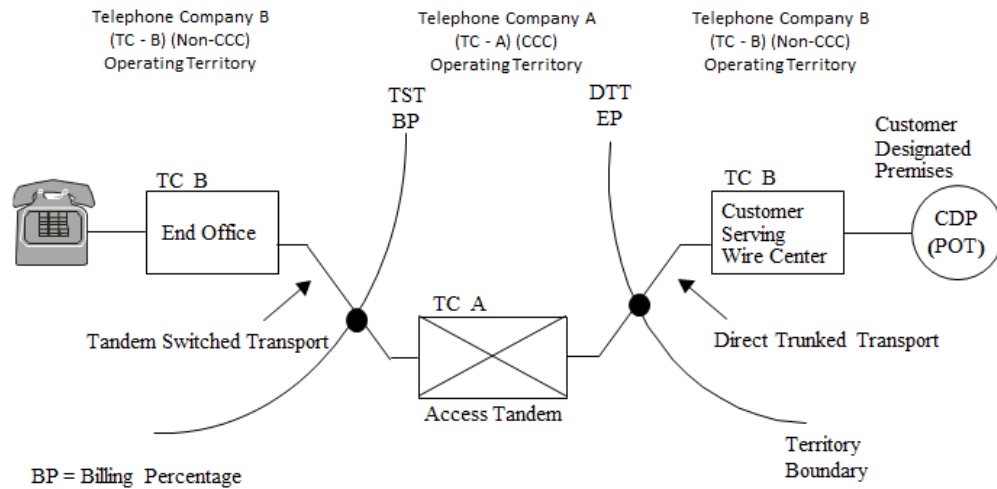 Telephone Company B
(TC - B) (Non-CCC)
Operating Territory
Telephone Company A
(TC - A) (CCC)
Operating Territory
Telephone Company B
(TC - B) (Non-CCC)
Operating Territory
TST
BP
DTT
EP
Customer
Designated
Premises
TC B
End Office
TC B
Customer
Serving
Wire Center
CDP
(POT)
TC A
Tandem Switched Transport
Direct Trunked Transport
Access Tandem
Territory
Boundary
BP = Billing Percentage